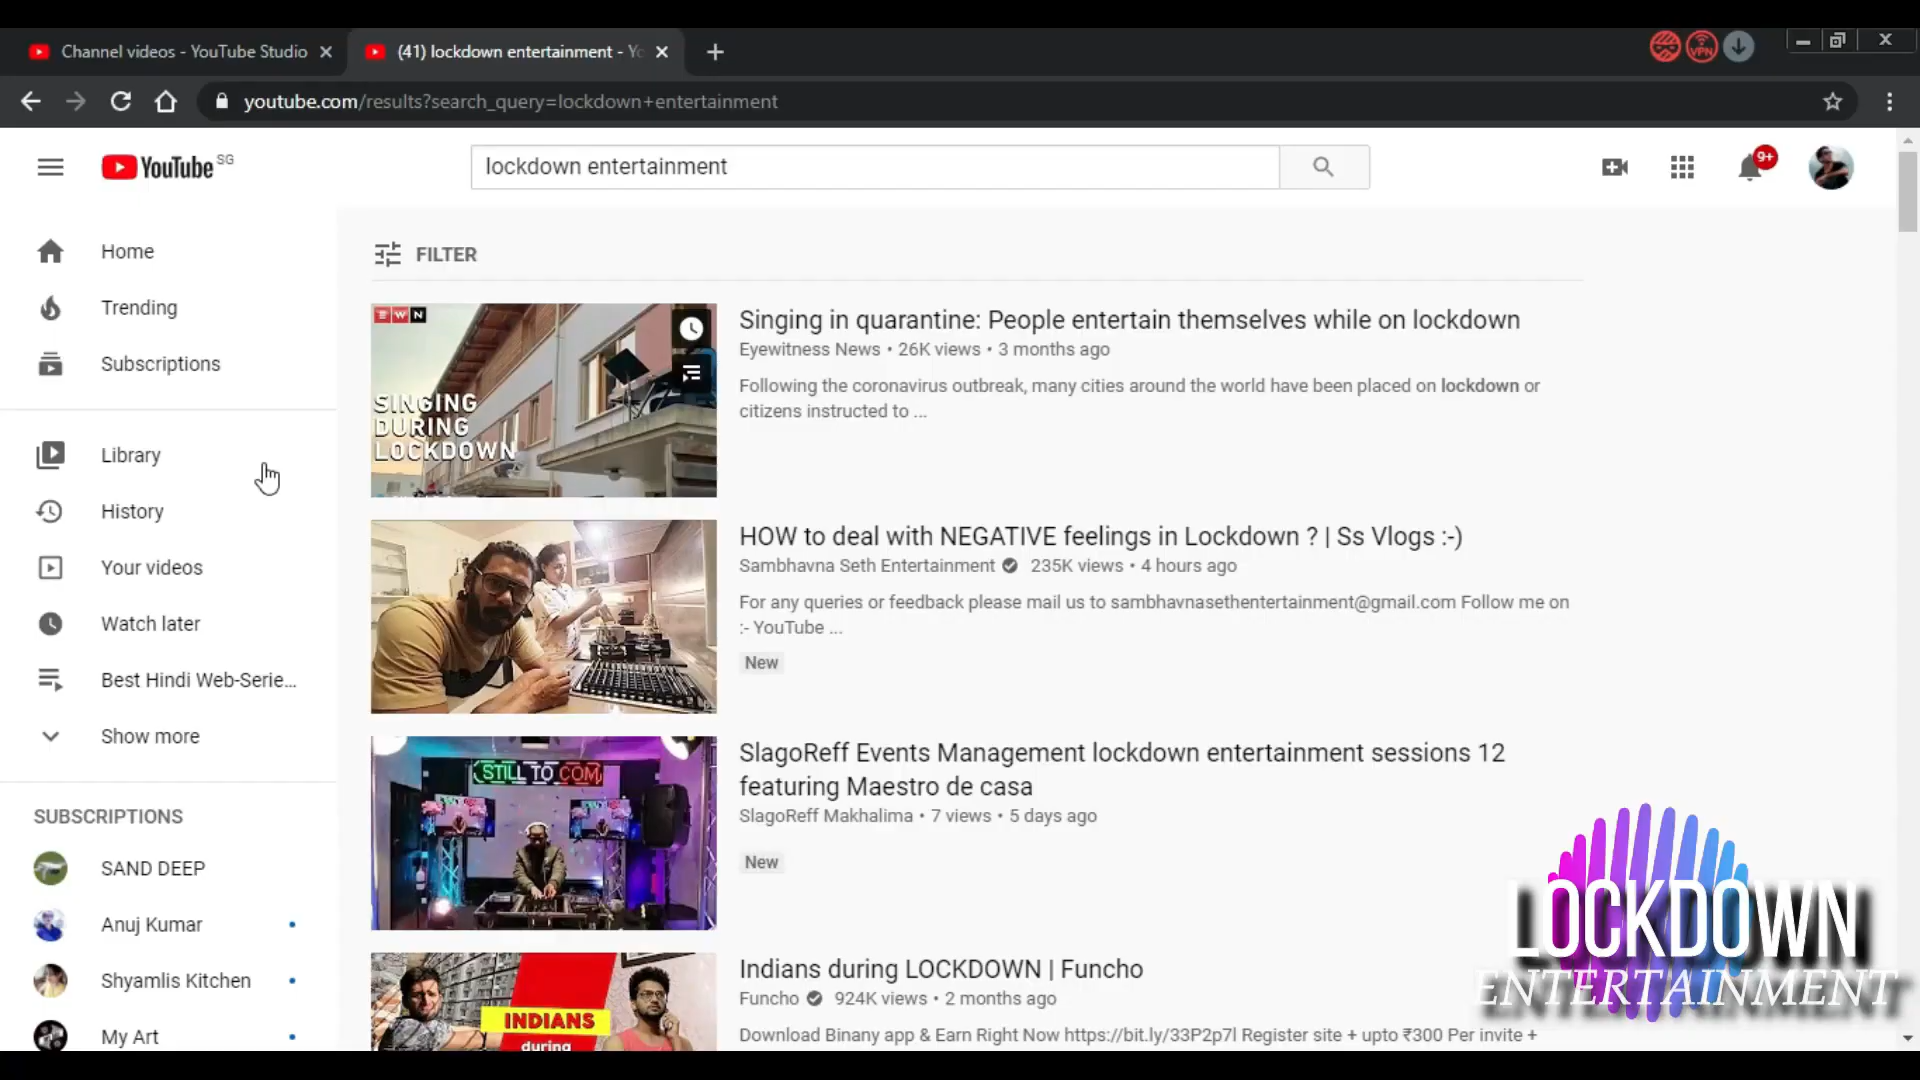 Channel videos - YouTube Studio
(41) lockdown entertainment - Yo
VPN
youtube.com/results?search_query=lockdown+entertainment
YouTube SG
lockdown entertainment
9+
Home
Trending
Subscriptions
Library
History
Your videos
Watch later
Best Hindi Web-Serie...
Show more
SUBSCRIPTIONS
SAND DEEP
Anuj Kumar
Shyamlis Kitchen
My Art
FILTER
EWN
SINGING
DURING
LOCKDOWN
Singing in quarantine: People entertain themselves while on lockdown
Eyewitness News • 26K views • 3 months ago
Following the coronavirus outbreak, many cities around the world have been placed on lockdown or
citizens instructed to ...
HOW to deal with NEGATIVE feelings in Lockdown ? | Ss Vlogs :-)
Sambhavna Seth Entertainment 235K views • 4 hours ago
For any queries or feedback please mail us to sambhavnasethentertainment@gmail.com Follow me on
:- YouTube ...
New
STILL TO COM
SlagoReff Events Management lockdown entertainment sessions 12
featuring Maestro de casa
SlagoReff Makhalima • 7 views • 5 days ago
New
INDIANS
during
Indians during LOCKDOWN | Funcho
Funcho 924K views • 2 months ago
Download Binany app & Earn Right Now https://bit.ly/33P2p7l Register site + upto ₹300 Per invite +
LOCKDOWN
ENTERTAINMENT